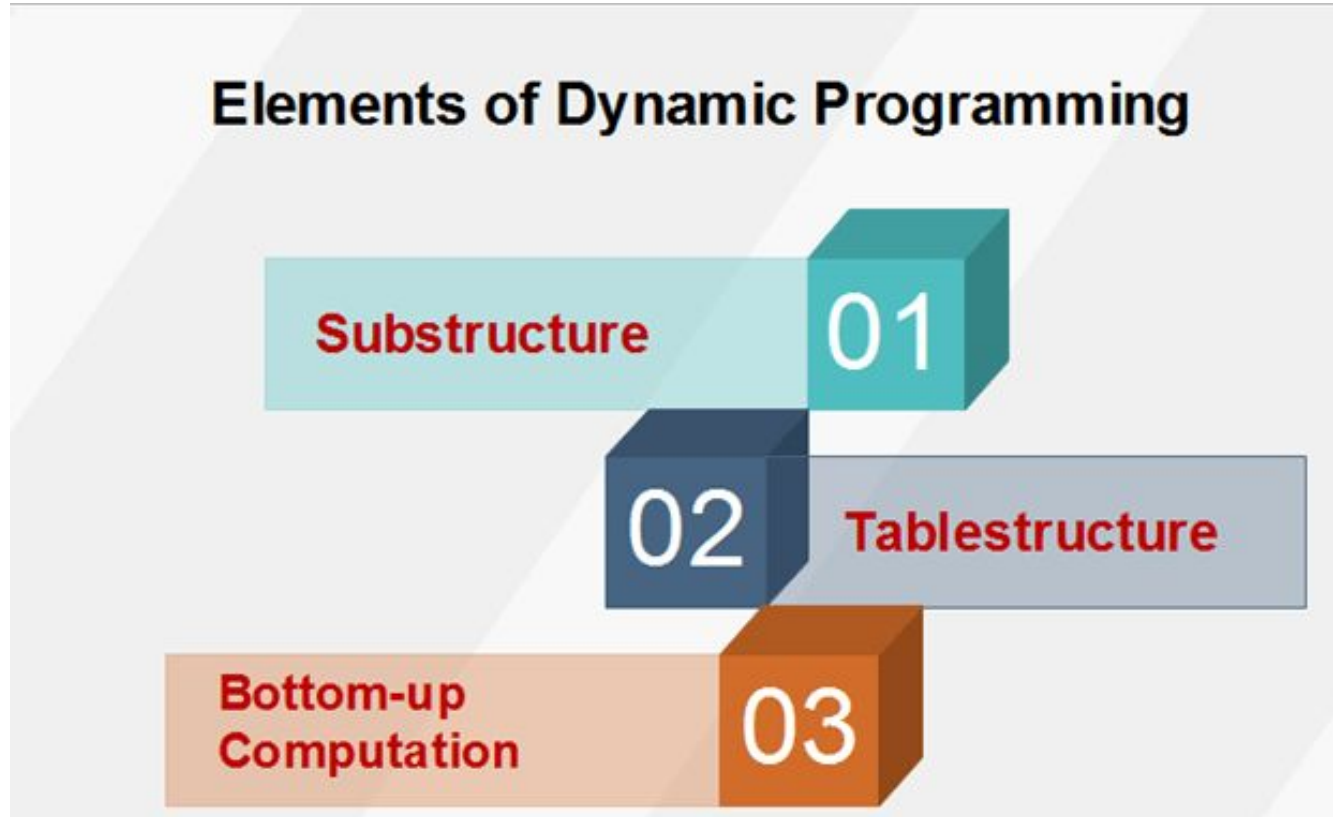 Elements of Dynamic Programming
Substructure
01
02
Tablestructure
Bottom-up
Computation
03